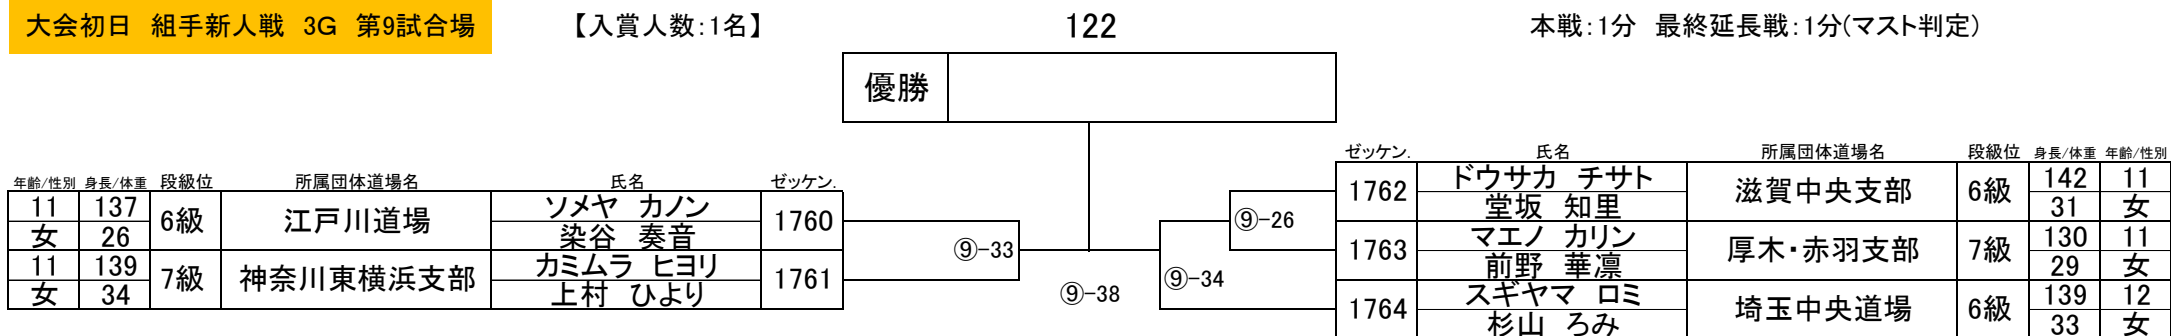 大会初日 組手新人戦 3G 第9試合場 【入賞人数:1名】 122 本戦:1分 最終延長戦:1分(マスト判定)
優勝
年齢/性別 身長/体重 段級位 所属団体道場名 氏名 ゼッケン.
11 137 6級 江戸川道場 ソメヤ カノン 1760
女 26 染谷 奏音
11 139 7級 神奈川東横浜支部 カミムラ ヒヨリ 1761
女 34 上村 ひより
⑨-33
⑨-38
⑨-34
⑨-26
ゼッケン. 氏名 所属団体道場名 段級位 身長/体重 年齢/性別
1762 ドウサカ チサト 滋賀中央支部 6級 142 11
堂坂 知里 31 女
1763 マエノ カリン 厚木・赤羽支部 7級 130 11
前野 華凛 29 女
1764 スギヤマ ロミ 埼玉中央道場 6級 139 12
杉山 ろみ 33 女